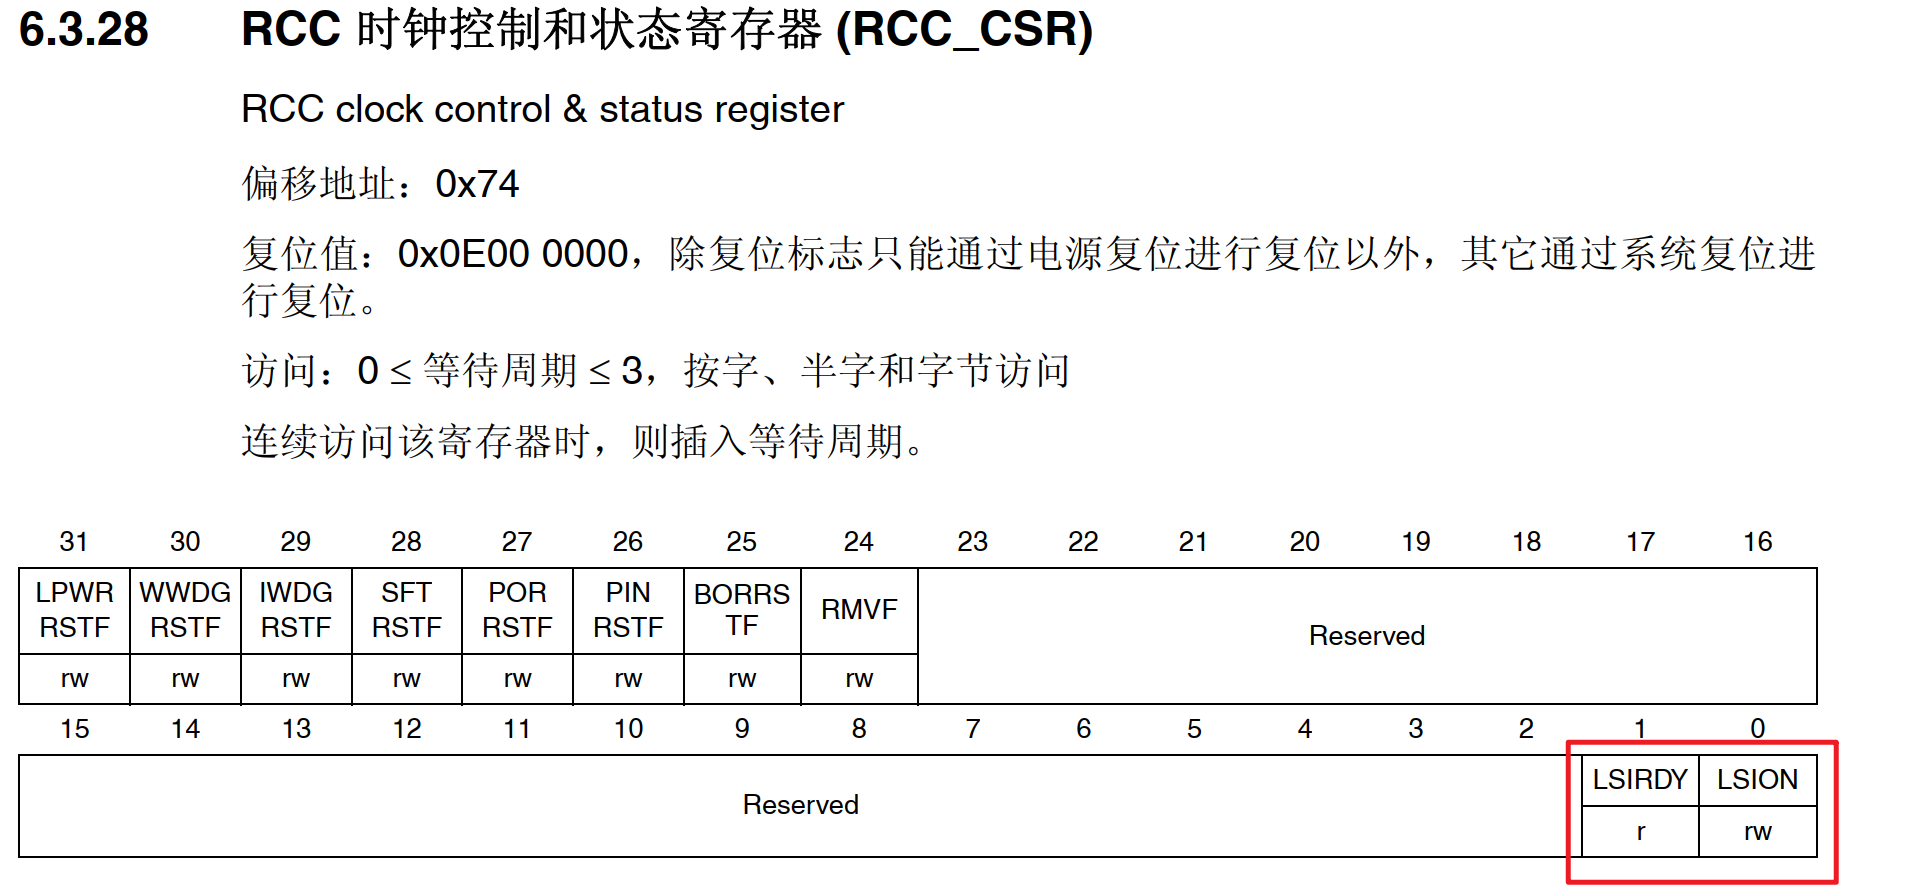 6.3.28 RCC 时钟控制和状态寄存器 (RCC_CSR)
RCC clock control & status register
偏移地址：0x74
复位值：0x0E00 0000，除复位标志只能通过电源复位进行复位以外，其它通过系统复位进
行复位。
访问：0 ≤ 等待周期 ≤ 3，按字、半字和字节访问
连续访问该寄存器时，则插入等待周期。
31 30 29 28 27 26 25 24 23 22 21 20 19 18 17 16
LPWR WWDG IWDG SFT POR PIN BORRS RMVF Reserved
RSTF RSTF RSTF RSTF RSTF RSTF TF
rw rw rw rw rw rw rw rw
15 14 13 12 11 10 9 8 7 6 5 4 3 2 1 0
Reserved LSIRDY LSION
r rw